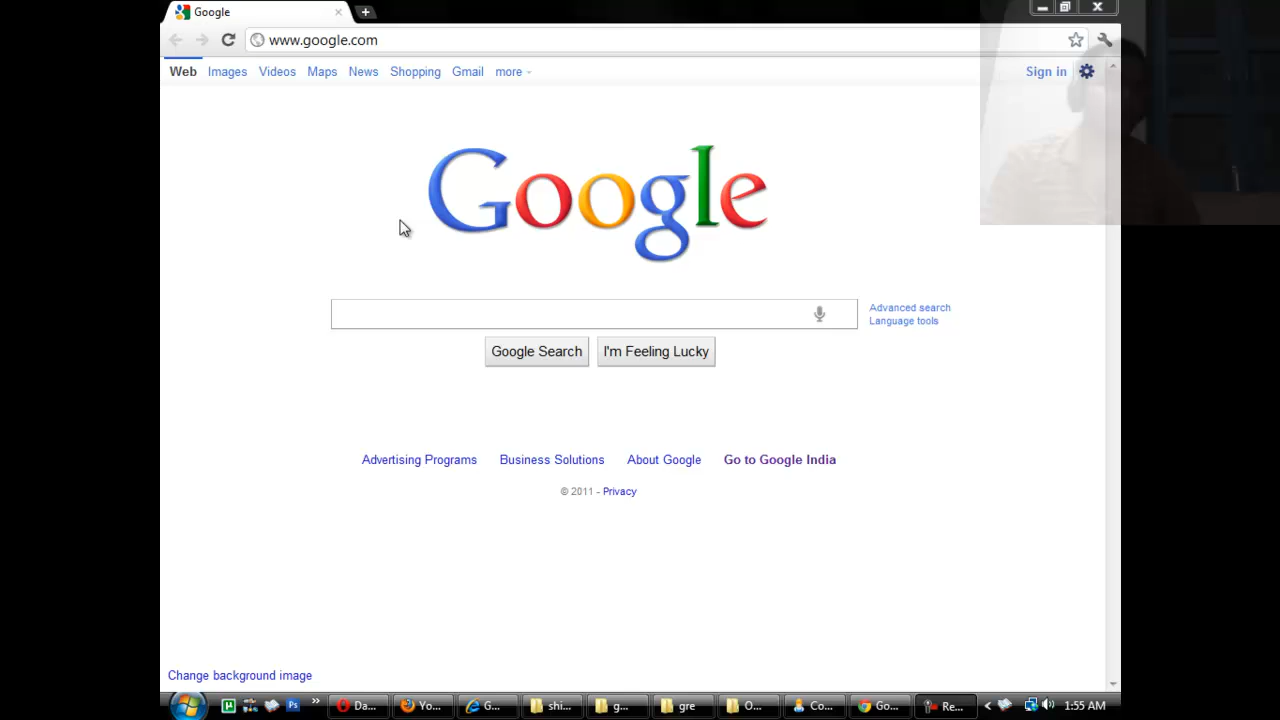 Google
www.google.com
Web Images Videos Maps News Shopping Gmail more
Sign in
Google
Advanced search
Language tools
Google Search I'm Feeling Lucky
Advertising Programs Business Solutions About Google Go to Google India
© 2011 - Privacy
Change background image
Ps Da... Yo... G... shi... g... gre O... Co... Go... Re... 1:55 AM